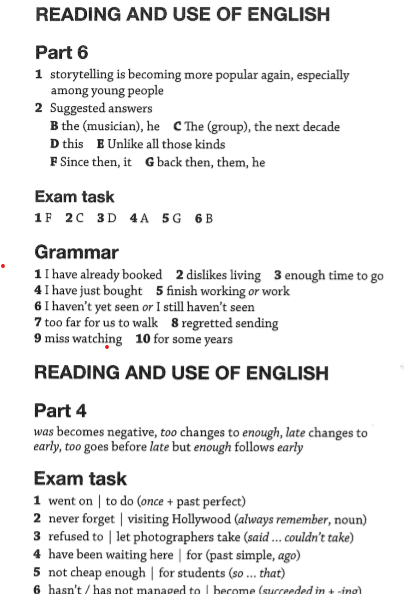 READING AND USE OF ENGLISH
Part 6
1 storytelling is becoming more popular again, especially
among young people
2 Suggested answers
B the (musician), he C The (group), the next decade
D this E Unlike all those kinds
F Since then, it G back then, them, he
Exam task
1 F 2 C 3 D 4 A 5 G 6 B
Grammar
1 I have already booked 2 dislikes living 3 enough time to go
4 I have just bought 5 finish working or work
6 I haven't yet seen or I still haven't seen
7 too far for us to walk 8 regretted sending
9 miss watching 10 for some years
READING AND USE OF ENGLISH
Part 4
was becomes negative, too changes to enough, late changes to
early, too goes before late but enough follows early
Exam task
1 went on | to do (once + past perfect)
2 never forget | visiting Hollywood (always remember, noun)
3 refused to | let photographers take (said ... couldn't take)
4 have been waiting here | for (past simple, ago)
5 not cheap enough | for students (so ... that)
6 hasn't / has not managed to | become (succeeded in + -ing)